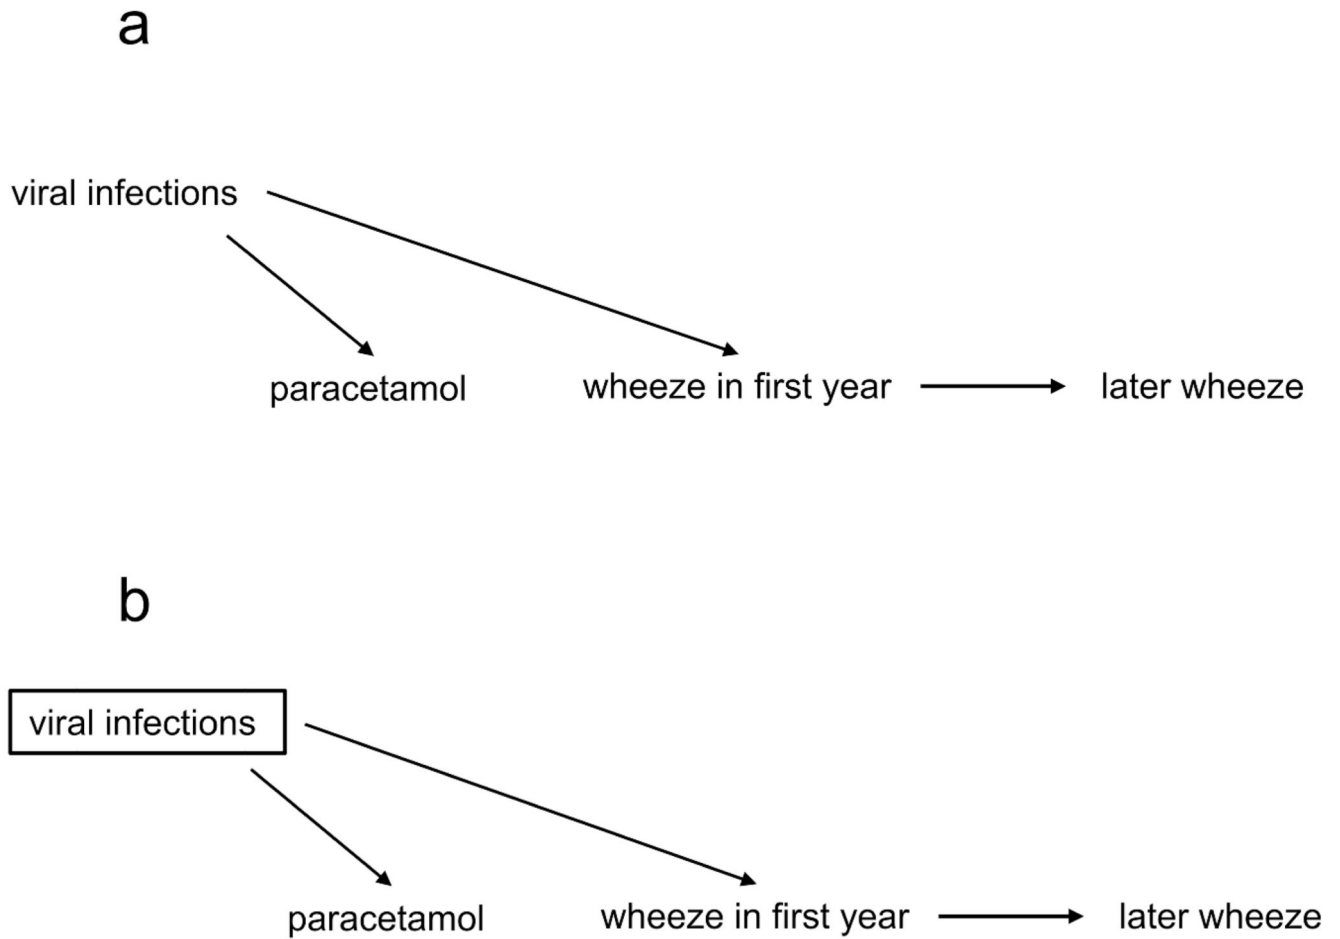 a
viral infections
paracetamol
wheeze in first year
later wheeze
b
viral infections
paracetamol
wheeze in first year
later wheeze